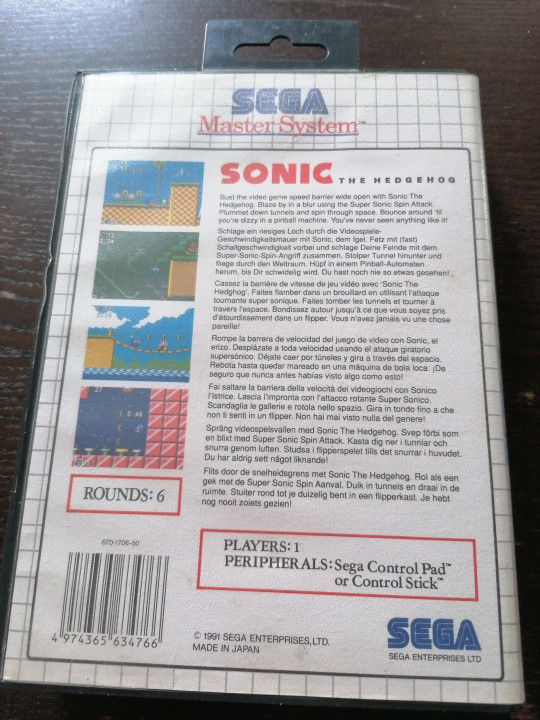 SEGA
Master System™
SONIC THE HEDGEHOG
Bust the video game speed barrier wide open with Sonic The
Hedgehog. Blaze by in a blur using the Super Sonic Spin Attack.
Plummet down tunnels and spin through space. Bounce around 'til
you're dizzy in a pinball machine. You've never seen anything like it!
Schlage ein riesiges Loch durch die Videospiele-
Geschwindigkeitsmauer mit Sonic, dem Igel. Fetz mit (fast)
Schallgeschwindigkeit vorbei und schlage Deine Feinde mit dem
Super-Sonic-Spin-Angriff zusammen. Stolper Tunnel hinunter und
fliege durch den Weltraum. Hüpf in einem Pinball-Automaten
herum, bis Dir schwidelig wird. Du hast noch nie so etwas gesehen!
Cassez la barrière de vitesse de jeu vidéo avec 'Sonic The
Hedghog'. Faites flamber dans un brouillard en utilisant l'attaque
tournante super sonique. Faites tomber les tunnels et tourner à
travers l'espace. Bondissez autour jusqu'à ce que vous soyez pris
d'étourdissement dans un flipper. Vous n'avez jamais vu une chose
pareille!
Rompe la barrera de velocidad del juego de video con Sonic, el
erizo. Desplázate a toda velocidad usando el ataque giratorio
supersónico. Déjate caer por túneles y gira a través del espacio.
Rebota hasta quedar mareado en una máquina de bola loca. ¡De
seguro que nunca antes habías visto algo como esto!
Fai saltare la barriera della velocità dei videogiochi con Sonico
l'istrice. Lascia l'impronta con l'attacco rotante Super Sonico.
Scandaglia le gallerie e rotola nello spazio. Gira in tondo fino a che
non ti senti in un flipper. Non hai mai visto nulla del genere!
Spräng videospelsvallen med Sonic The Hedgehog. Svep förbi som
en blixt med Super Sonic Spin Attack. Kasta dig ner i tunnlar och
snurra genom luften. Studsa i flipperspelet tills det snurrar i huvudet.
Du har aldrig sett något liknande!
Flits door de snelheidsgrens met Sonic The Hedgehog. Rol als een
gek met de Super Sonic Spin Aanval. Duik in tunnels en draai in de
ruimte. Stuiter rond tot je duizelig bent in een flipperkast. Je hebt
nog nooit zoiets gezien!
ROUNDS: 6
670-1706-50
PLAYERS: 1
PERIPHERALS: Sega Control Pad™
or Control Stick™
4 974365 634766
© 1991 SEGA ENTERPRISES, LTD.
MADE IN JAPAN
SEGA
SEGA ENTERPRISES LTD